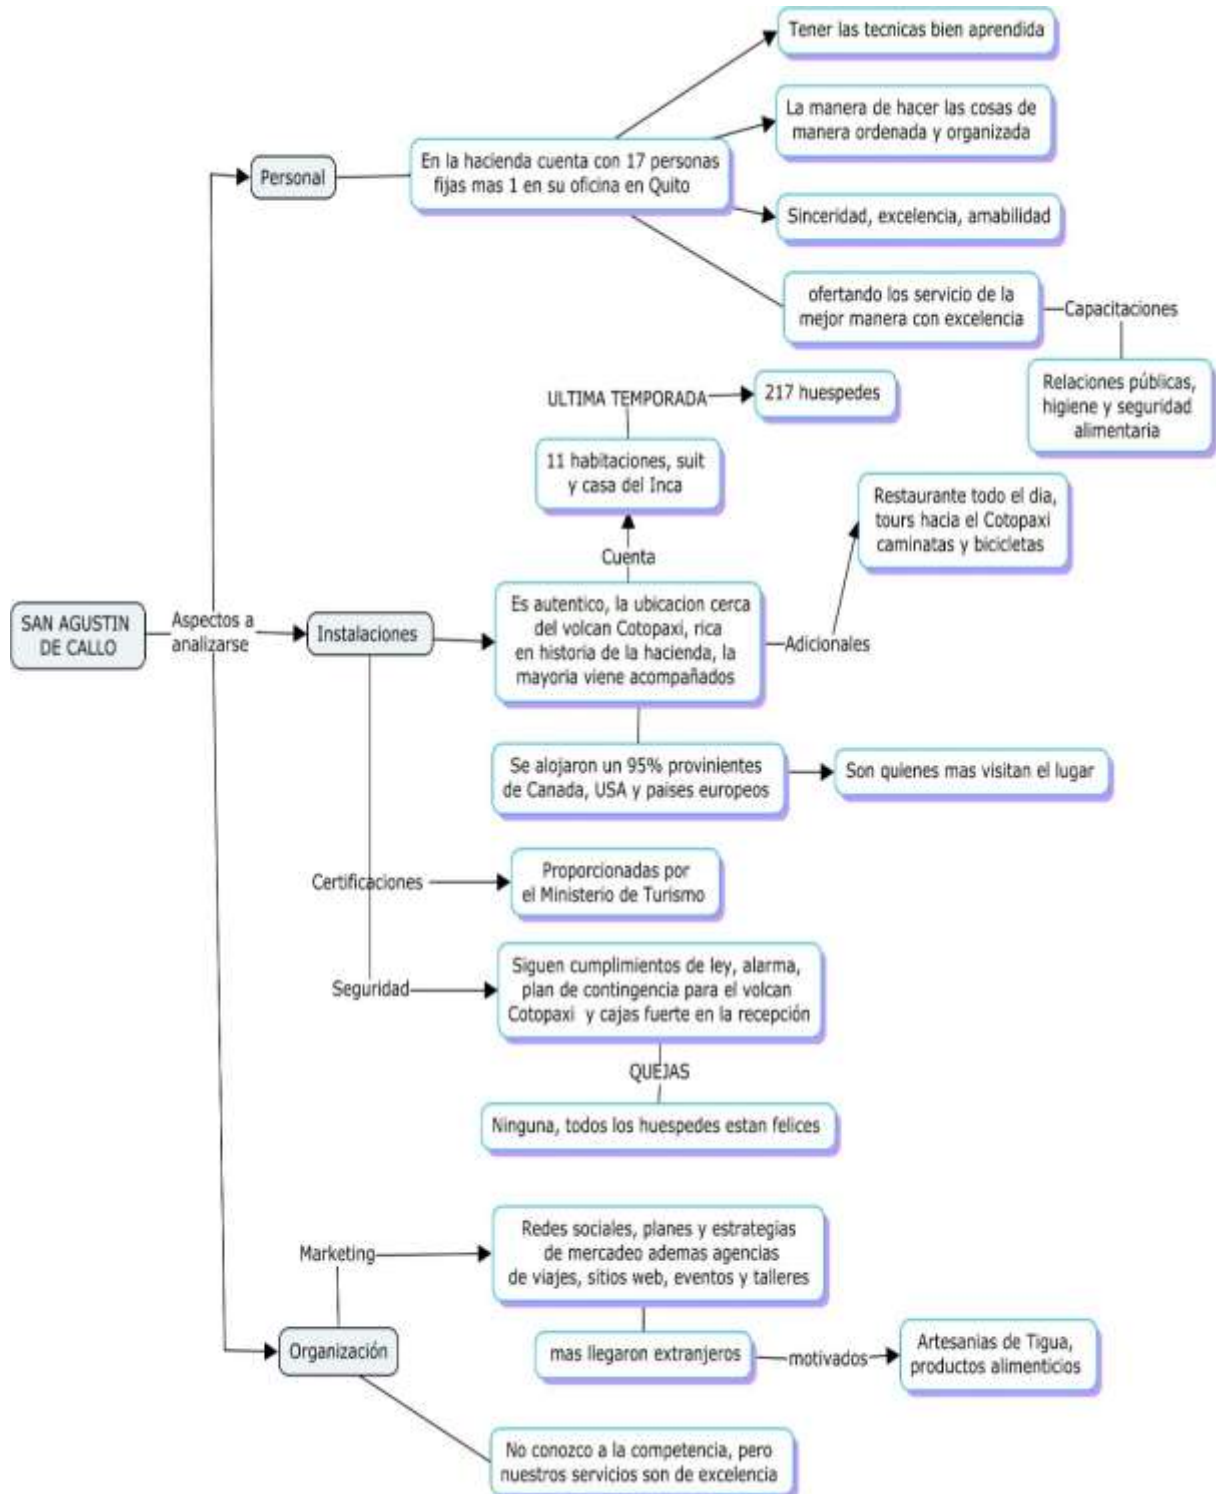 Tener las tecnicas bien aprendida
La manera de hacer las cosas de
manera ordenada y organizada
Personal
En la hacienda cuenta con 17 personas
fijas mas 1 en su oficina en Quito
Sinceridad, excelencia, amabilidad
ofertando los servicio de la
mejor manera con excelencia
Capacitaciones
Relaciones públicas,
higiene y seguridad
alimentaria
ULTIMA TEMPORADA
217 huespedes
11 habitaciones, suit
y casa del Inca
Restaurante todo el dia,
tours hacia el Cotopaxi
caminatas y bicicletas
Cuenta
SAN AGUSTIN
DE CALLO
Aspectos a
analizarse
Instalaciones
Es autentico, la ubicacion cerca
del volcan Cotopaxi, rica
en historia de la hacienda, la
mayoria viene acompañados
Adicionales
Se alojaron un 95% provinientes
de Canada, USA y paises europeos
Son quienes mas visitan el lugar
Certificaciones
Proporcionadas por
el Ministerio de Turismo
Seguridad
Siguen cumplimientos de ley, alarma,
plan de contingencia para el volcan
Cotopaxi y cajas fuerte en la recepción
QUEJAS
Ninguna, todos los huespedes estan felices
Marketing
Redes sociales, planes y estrategias
de mercadeo ademas agencias
de viajes, sitios web, eventos y talleres
Organización
mas llegaron extranjeros
motivados
Artesanias de Tigua,
productos alimenticios
No conozco a la competencia, pero
nuestros servicios son de excelencia